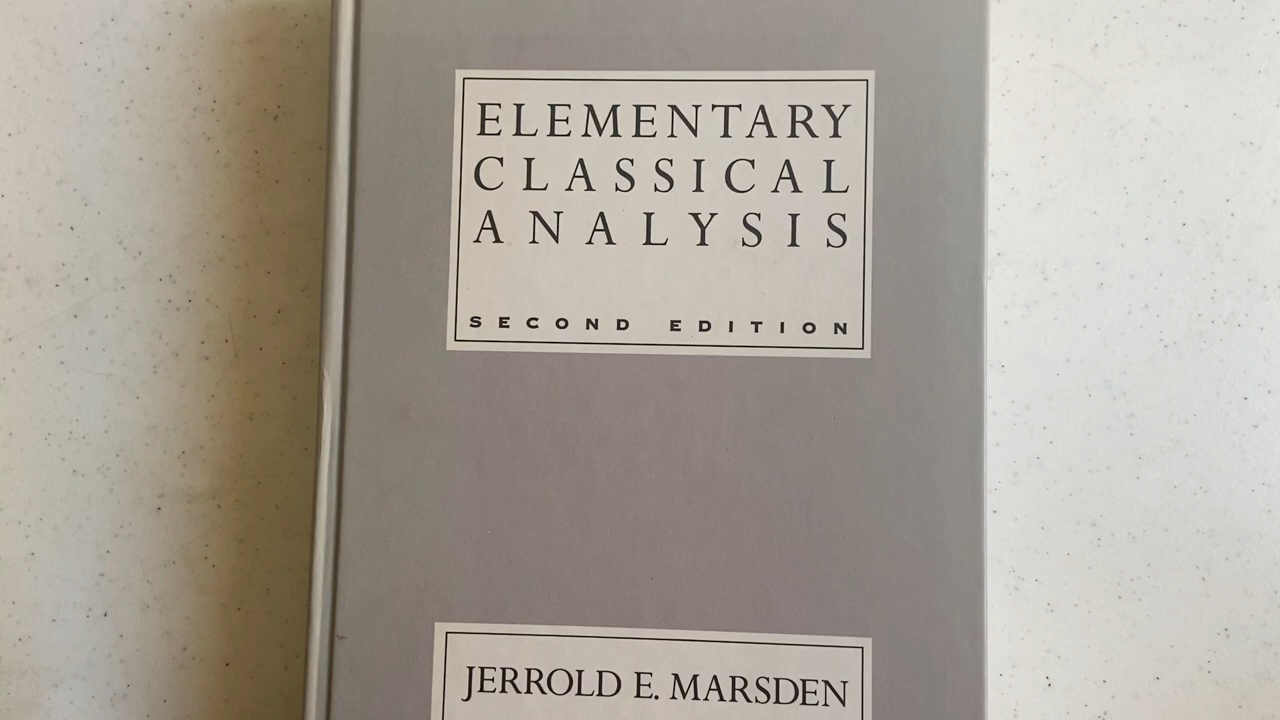 ELEMENTARY
CLASSICAL
ANALYSIS
SECOND EDITION
JERROLD E. MARSDEN